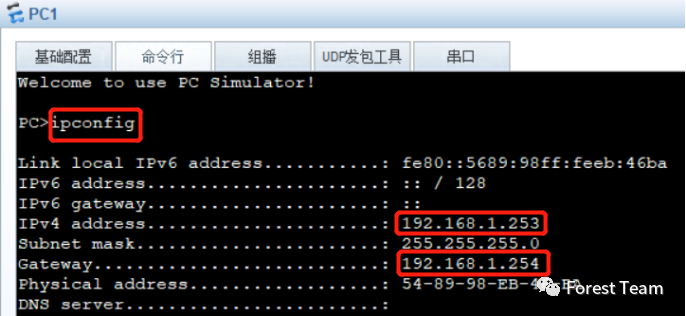 PC1
基础配置 命令行 组播 UDP发包工具 串口
Welcome to use PC Simulator!
PC>ipconfig
Link local IPv6 address...........: fe80::5689:98ff:feeb:46ba
IPv6 address......................: :: / 128
IPv6 gateway......................: ::
IPv4 address......................: 192.168.1.253
Subnet mask.......................: 255.255.255.0
Gateway...........................: 192.168.1.254
Physical address..................: 54-89-98-EB-4
DNS server........................:
Forest Team